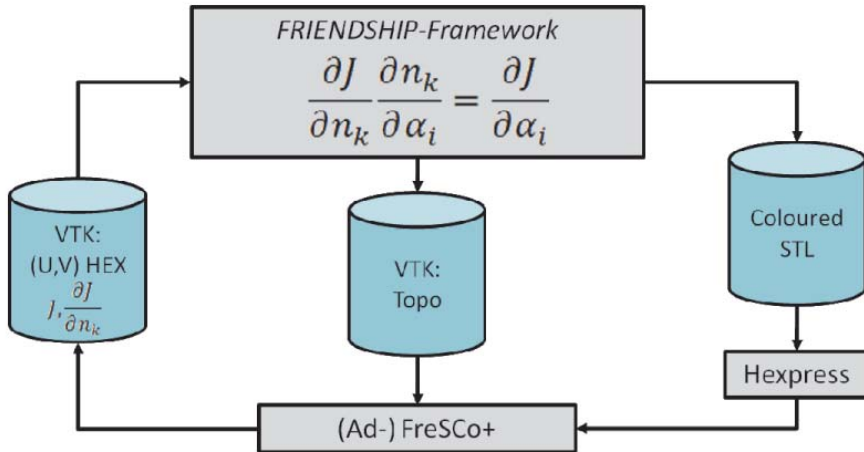 FRIENDSHIP-Framework
∂J/∂n_k ∂n_k/∂α_i = ∂J/∂α_i
VTK:
(U,V) HEX
J, ∂J/∂n_k
VTK:
Topo
Coloured
STL
Hexpress
(Ad-) FreSCo+